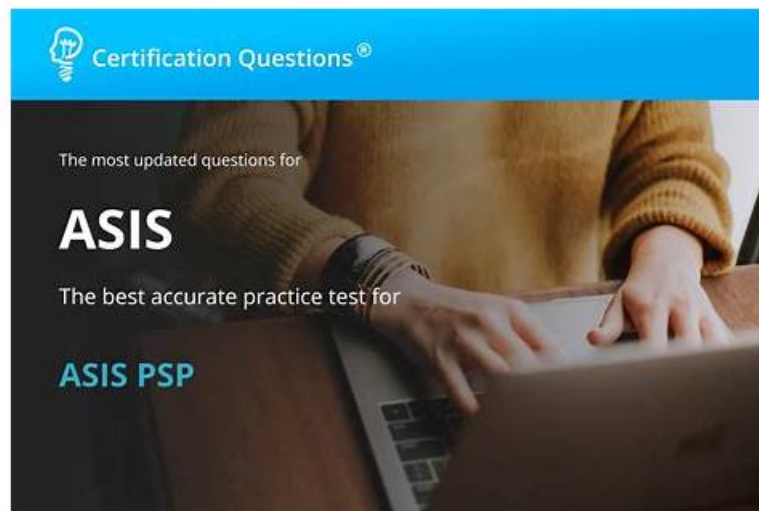 Certification Questions®
The most updated questions for
ASIS
The best accurate practice test for
ASIS PSP